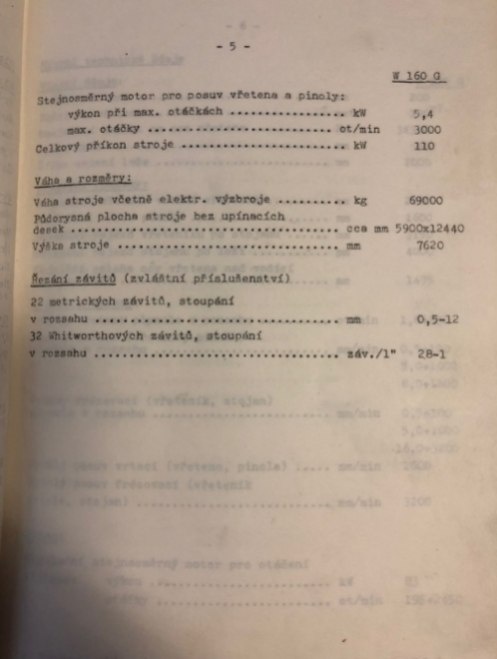 - 5 -
W 160 G
Stejnosměrný motor pro posuv vřetena a pinoly:
výkon při max. otáčkách .................. kW 5,4
max. otáčky ............................ ot/min 3000
Celkový příkon stroje ......................... kW 110
Váha a rozměry:
Váha stroje včetně elektr. výzbroje .......... kg 69000
Půdorysná plocha stroje bez upínacích
desek ........................................ cca mm 5900x12440
Výška stroje ................................. mm 7620
Řezání závitů (zvláštní příslušenství)
22 metrických závitů, stoupání
v rozsahu .................................... mm 0,5-12
32 Whitworthových závitů, stoupání
v rozsahu .................................... záv./1" 28-1